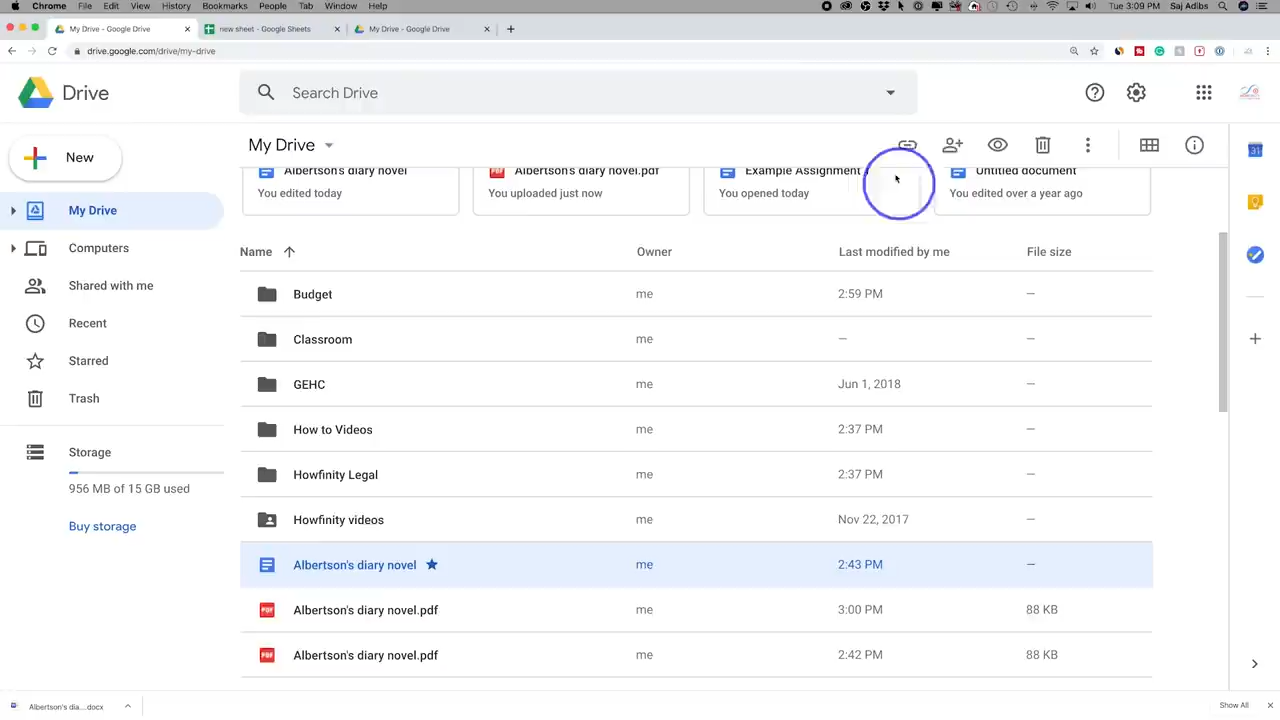 Chrome File Edit View History Bookmarks People Tab Window Help Tue 3:09 PM Saj Adibs
My Drive - Google Drive new sheet - Google Sheets My Drive - Google Drive
drive.google.com/drive/my-drive
Drive
Search Drive
New
My Drive
Albertson's diary novel Albertson's diary novel.pdf Example Assignment Untitled document
You edited today You uploaded just now You opened today You edited over a year ago
My Drive
Computers
Shared with me
Recent
Starred
Trash
Storage
956 MB of 15 GB used
Buy storage
Name Owner Last modified by me File size
Budget me 2:59 PM —
Classroom me — —
GEHC me Jun 1, 2018 —
How to Videos me 2:37 PM —
Howfinity Legal me 2:37 PM —
Howfinity videos me Nov 22, 2017 —
Albertson's diary novel me 2:43 PM —
PDF Albertson's diary novel.pdf me 3:00 PM 88 KB
PDF Albertson's diary novel.pdf me 2:42 PM 88 KB
31
Albertson's dia....docx Show All